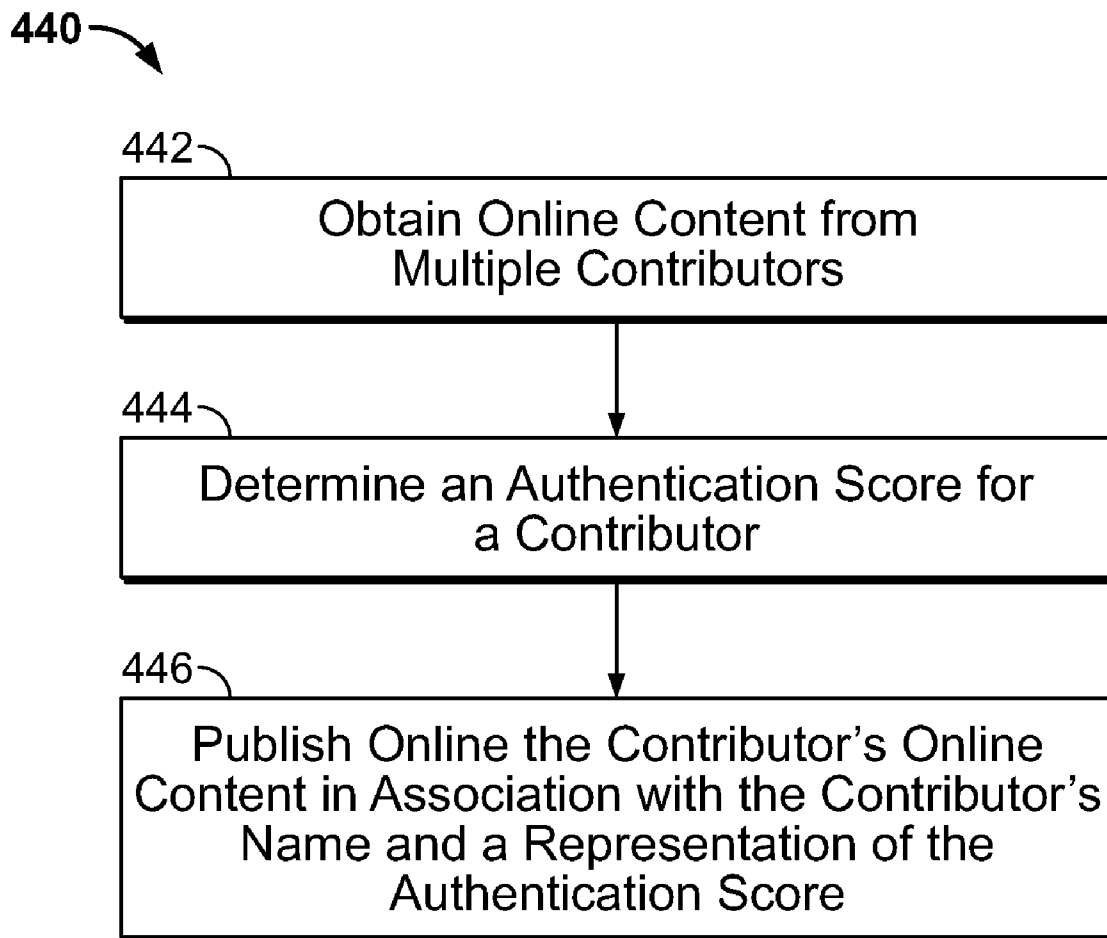 440
442
Obtain Online Content from
Multiple Contributors
444
Determine an Authentication Score for
a Contributor
446
Publish Online the Contributor’s Online
Content in Association with the Contributor’s
Name and a Representation of the
Authentication Score